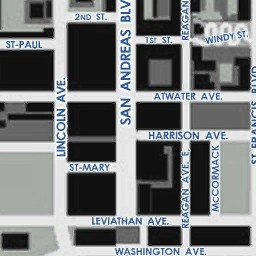 2ND ST.
SAN ANDREAS BLV
REAGAN
ST-PAUL
1ST ST.
WINDY ST.
ATWATER AVE.
LINCOLN AVE.
HARRISON AVE.
ST-FRANCIS BLVD
ST-MARY
REAGAN AVE. E.
McCORMACK
LEVIATHAN AVE.
WASHINGTON AVE.